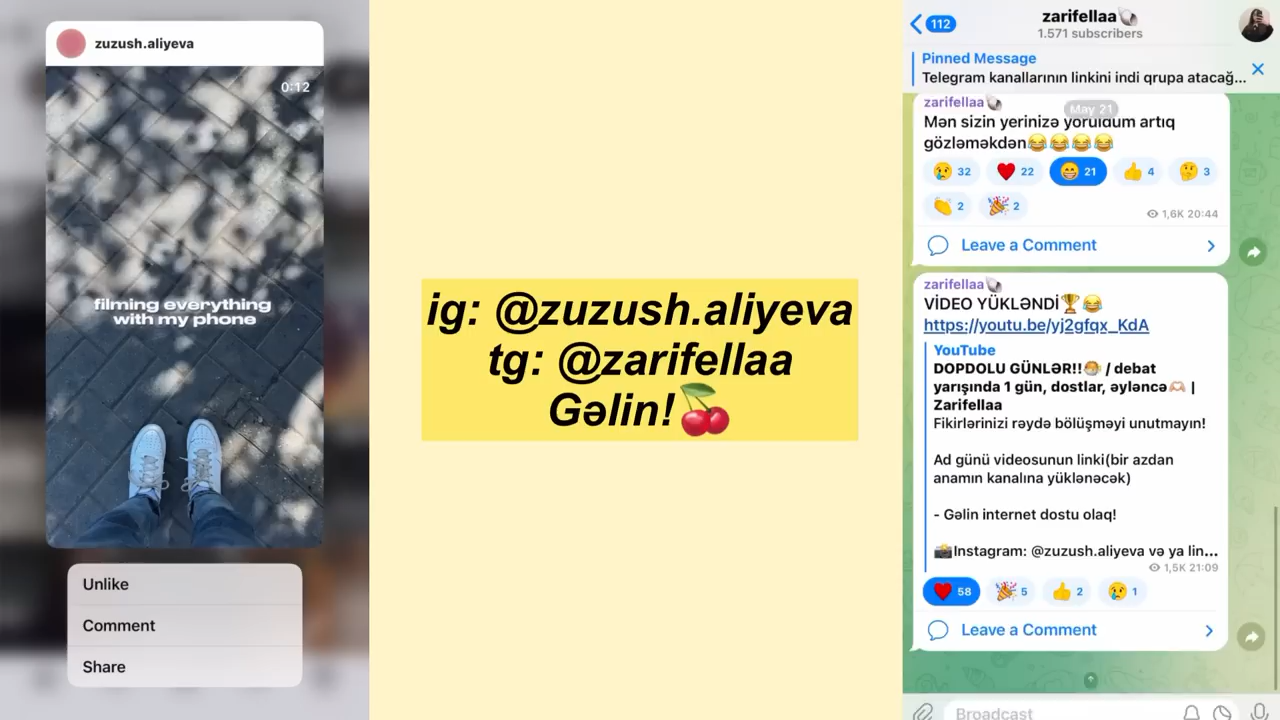 zuzush.aliyeva
0:12
filming everything
with my phone
Unlike
Comment
Share
ig: @zuzush.aliyeva
tg: @zarifellaa
Gəlin!🍒
112
zarifellaa🐚
1.571 subscribers
Pinned Message
Telegram kanallarının linkini indi qrupa atacağ...
zarifellaa🐚
May 21
Mən sizin yerinizə yoruldum artıq
gözləməkdən😂😂😂😂
😢 32 ❤️ 22 😁 21 👍 4 🤔 3
👏 2 🎉 2
1,6K 20:44
Leave a Comment
zarifellaa🐚
VİDEO YÜKLƏNDİ🏆😂
https://youtu.be/yj2gfqx_KdA
YouTube
DOPDOLU GÜNLƏR!! / debat
yarışında 1 gün, dostlar, əyləncə🫶🏻 |
Zarifellaa
Fikirlərinizi rəydə bölüşməyi unutmayın!
Ad günü videosunun linki(bir azdan
anamın kanalına yüklənəcək)
- Gəlin internet dostu olaq!
📸Instagram: @zuzush.aliyeva və ya lin...
1,5K 21:09
❤️ 58 🎉 5 👍 2 😢 1
Leave a Comment
Broadcast